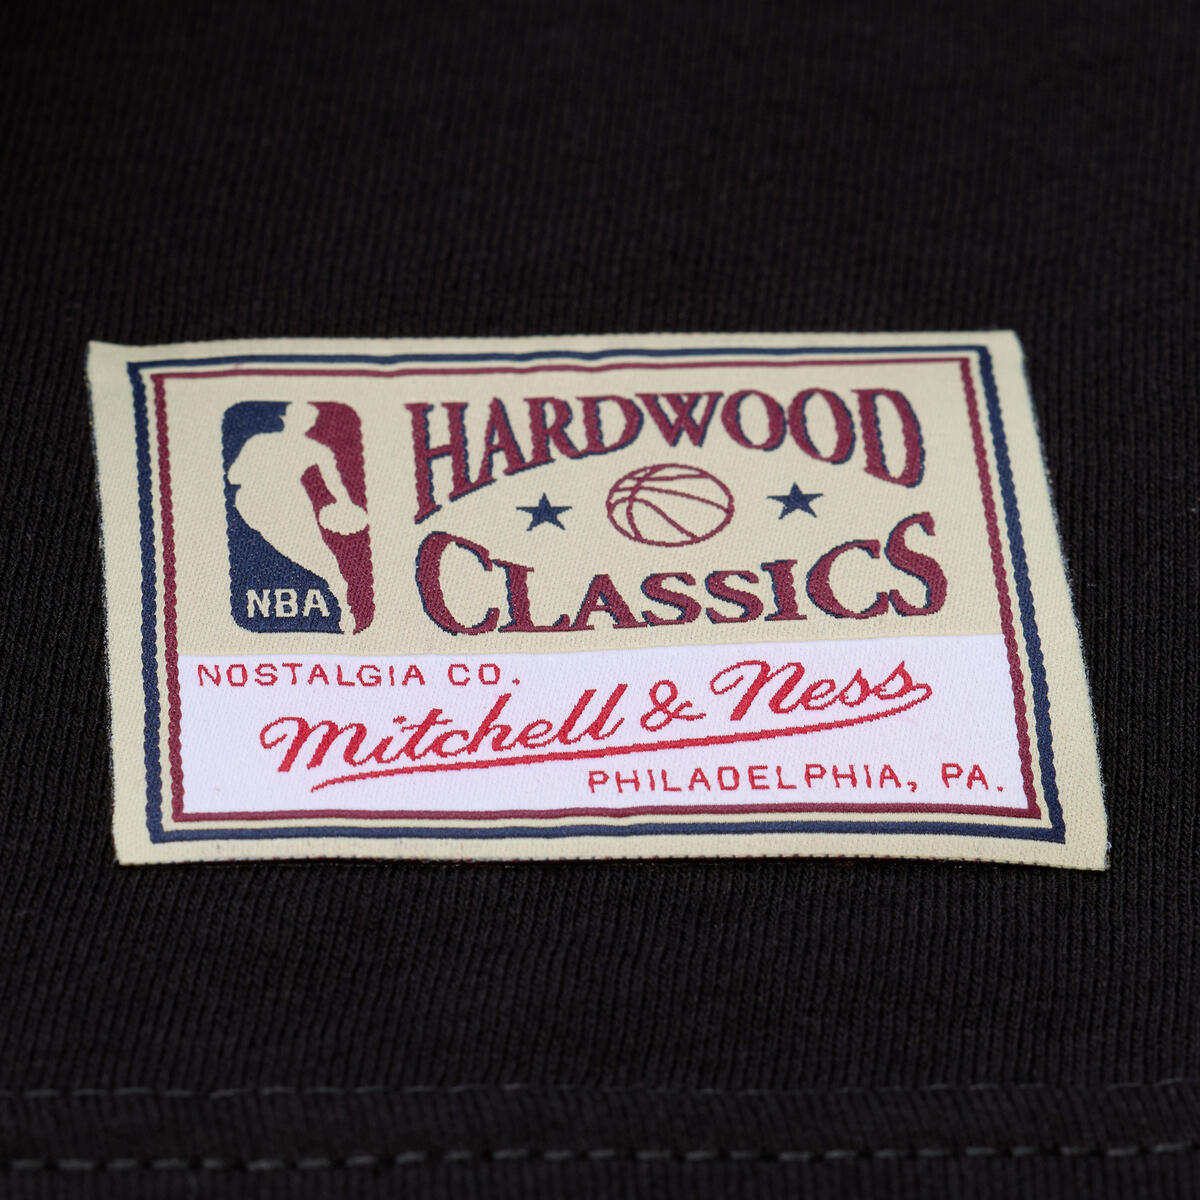 HARDWOOD
CLASSICS
NBA
NOSTALGIA CO.
Mitchell & Ness
PHILADELPHIA, PA.